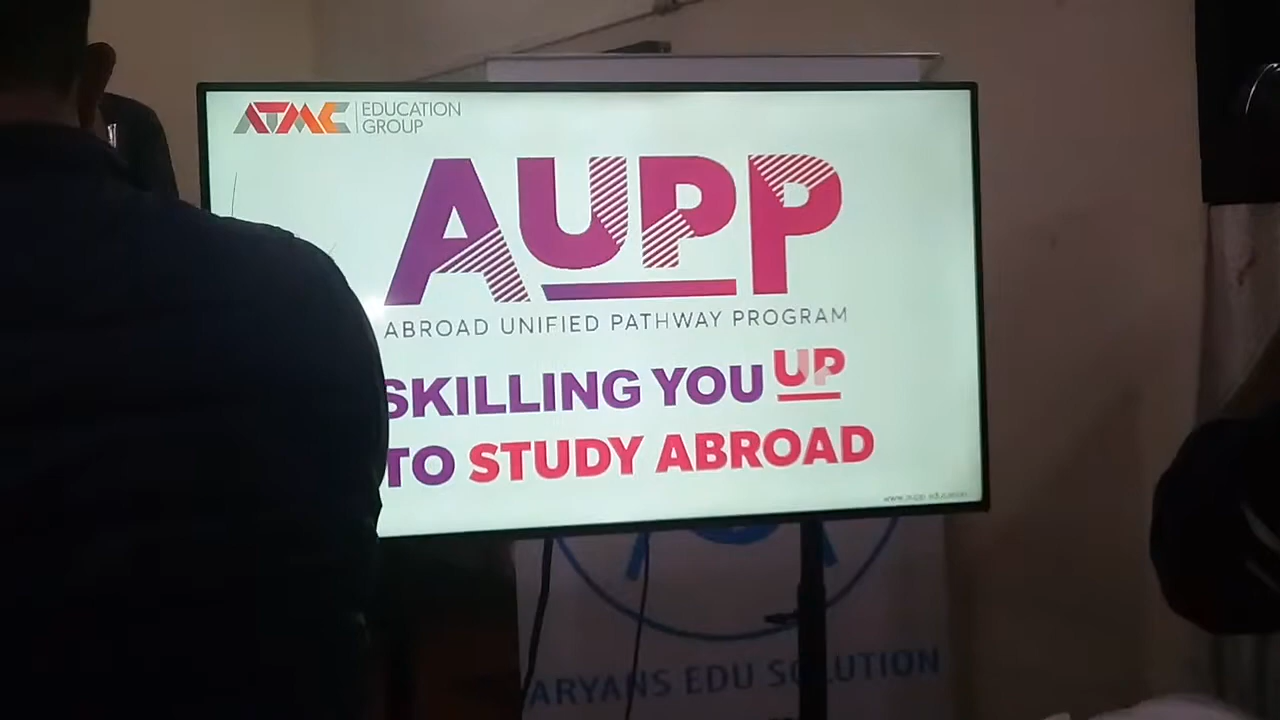 ATMC EDUCATION
GROUP
AUPP
ABROAD UNIFIED PATHWAY PROGRAM
SKILLING YOU UP
TO STUDY ABROAD
ARYANS EDU SOLUTION